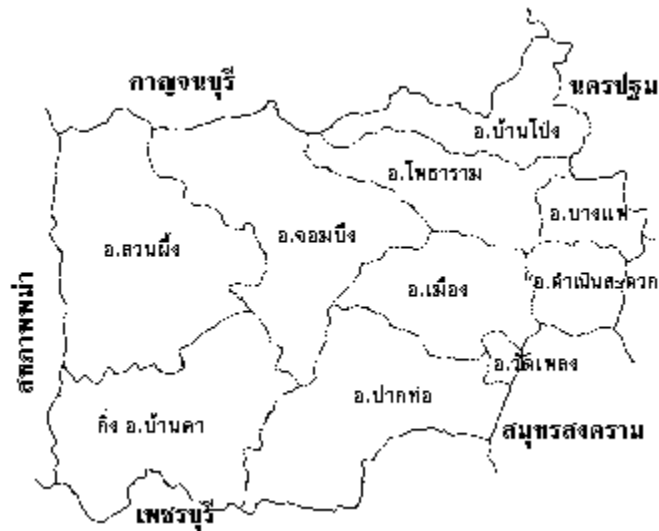 กาญจนบุรี
นครปฐม
อ.บ้านโป่ง
อ.โพธาราม
อ.บางแพ
อ.สวนผึ้ง
อ.จอมบึง
อ.เมือง
อ.ดำเนินสะดวก
สหภาพพม่า
อ.วัดเพลง
อ.ปากท่อ
กิ่ง อ.บ้านคา
สมุทรสงคราม
เพชรบุรี